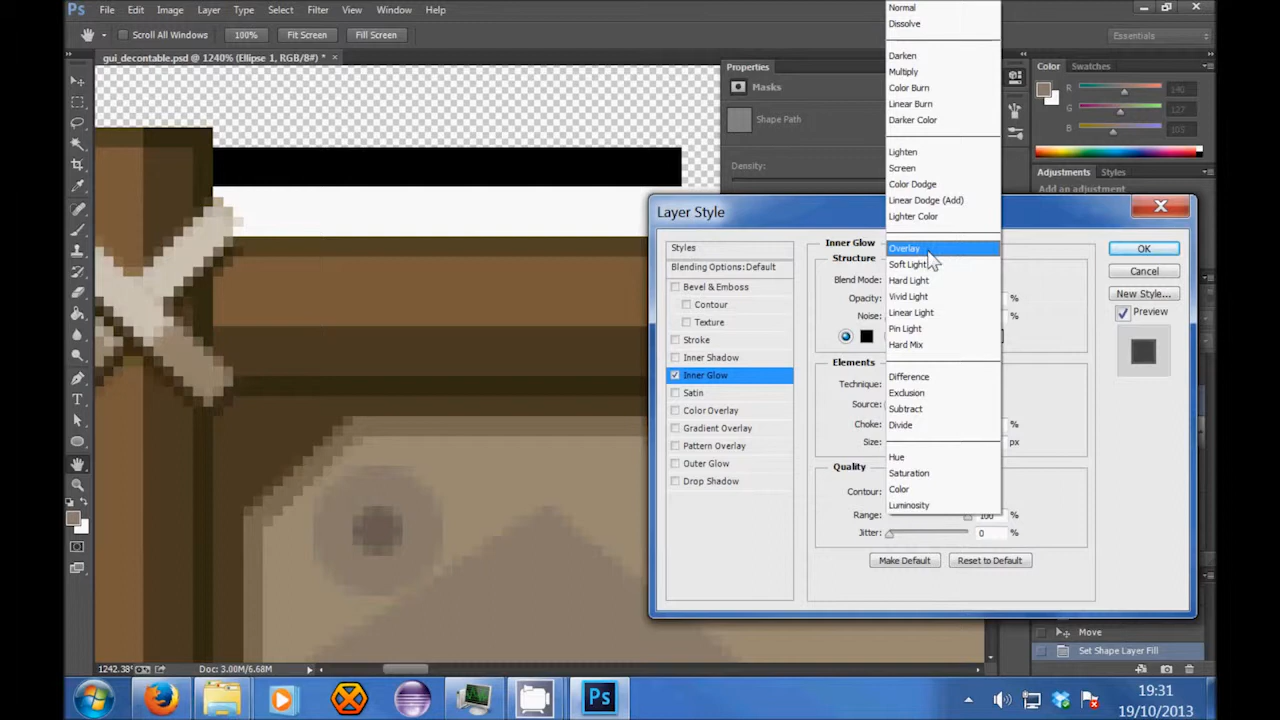 Ps File Edit Image Layer Type Select Filter View Window Help
Scroll All Windows 100% Fit Screen Fill Screen Essentials
gui_decontable.psd @ 1240% (Ellipse 1, RGB/8#) * ×
Properties
Masks
Shape Path
Density:
Color Swatches
R
G
B
Adjustments Styles
Add an adjustment
Normal
Dissolve
Darken
Multiply
Color Burn
Linear Burn
Darker Color
Lighten
Screen
Color Dodge
Linear Dodge (Add)
Lighter Color
Overlay
Soft Light
Hard Light
Vivid Light
Linear Light
Pin Light
Hard Mix
Difference
Exclusion
Subtract
Divide
Hue
Saturation
Color
Luminosity
Layer Style
Styles
Blending Options: Default
Bevel & Emboss
Contour
Texture
Stroke
Inner Shadow
Inner Glow
Satin
Color Overlay
Gradient Overlay
Pattern Overlay
Outer Glow
Drop Shadow
Inner Glow
Structure
Blend Mode:
Opacity: %
Noise: %
Elements
Technique:
Source:
Choke: %
Size: px
Quality
Contour:
Range: 100 %
Jitter: 0 %
Make Default Reset to Default
OK
Cancel
New Style...
Preview
Move
Set Shape Layer Fill
Doc: 3.00M/6.68M
Ps
19:31
19/10/2013